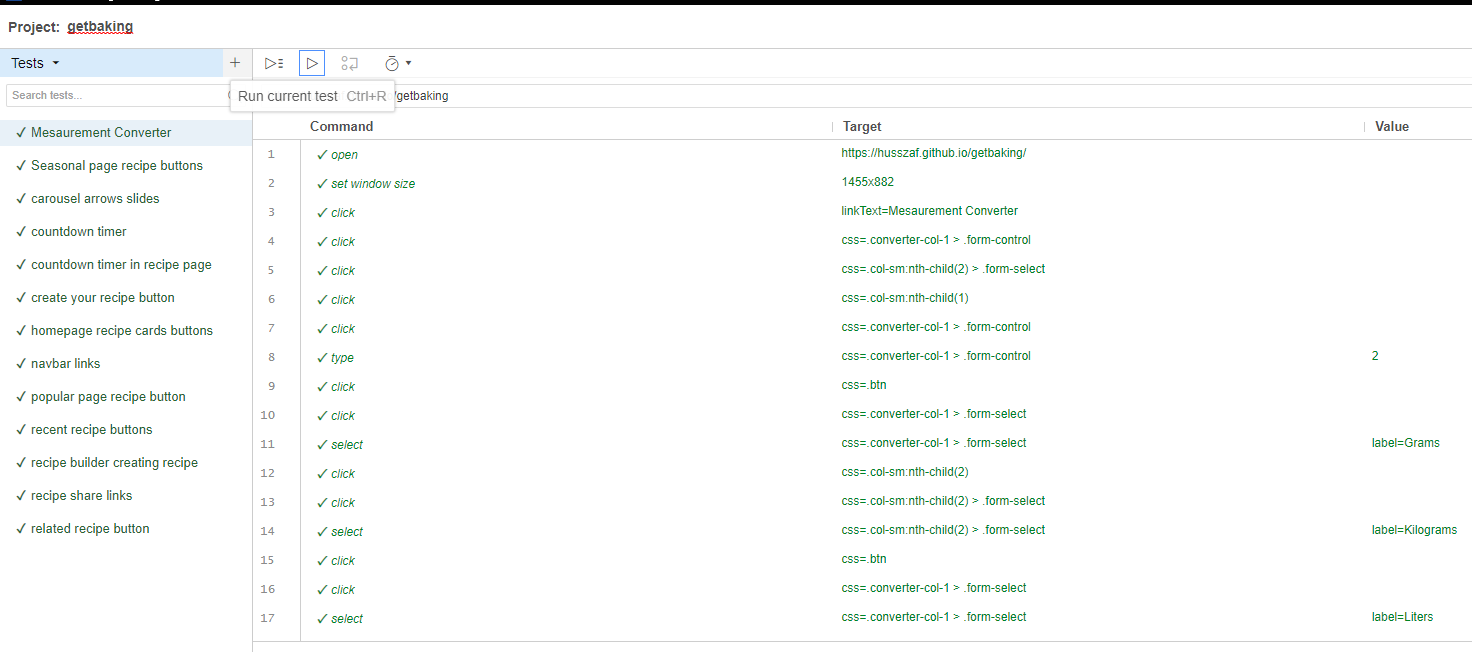 Project: getbaking
Tests
+
Search tests...
Run current test Ctrl+R
/getbaking
Command Target Value
✓ Mesaurement Converter
✓ Seasonal page recipe buttons
✓ carousel arrows slides
✓ countdown timer
✓ countdown timer in recipe page
✓ create your recipe button
✓ homepage recipe cards buttons
✓ navbar links
✓ popular page recipe button
✓ recent recipe buttons
✓ recipe builder creating recipe
✓ recipe share links
✓ related recipe button
1 ✓ open https://husszaf.github.io/getbaking/
2 ✓ set window size 1455x882
3 ✓ click linkText=Mesaurement Converter
4 ✓ click css=.converter-col-1 > .form-control
5 ✓ click css=.col-sm:nth-child(2) > .form-select
6 ✓ click css=.col-sm:nth-child(1)
7 ✓ click css=.converter-col-1 > .form-control
8 ✓ type css=.converter-col-1 > .form-control 2
9 ✓ click css=.btn
10 ✓ click css=.converter-col-1 > .form-select
11 ✓ select css=.converter-col-1 > .form-select label=Grams
12 ✓ click css=.col-sm:nth-child(2)
13 ✓ click css=.col-sm:nth-child(2) > .form-select
14 ✓ select css=.col-sm:nth-child(2) > .form-select label=Kilograms
15 ✓ click css=.btn
16 ✓ click css=.converter-col-1 > .form-select
17 ✓ select css=.converter-col-1 > .form-select label=Liters